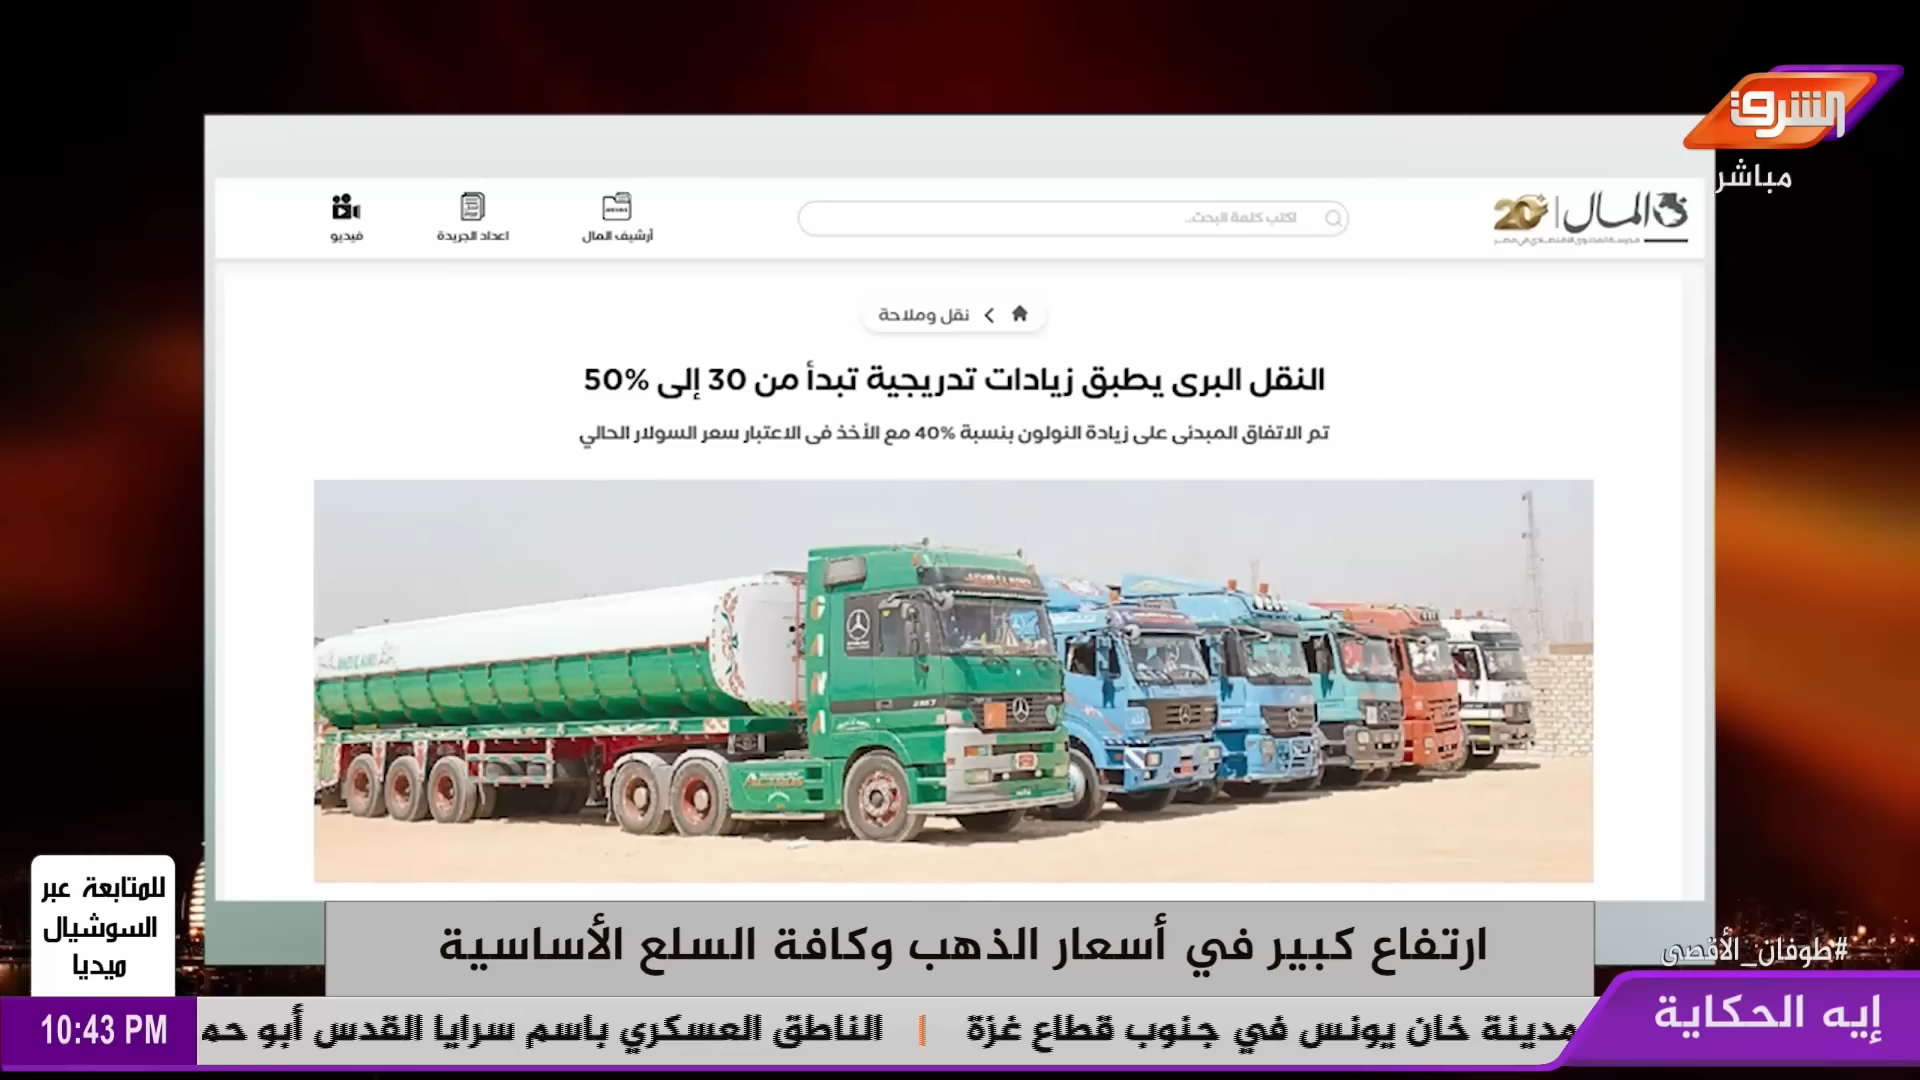 الشرق
مباشر
المال
20
اكتب كلمة البحث...
أرشيف المال
اعداد الجريدة
فيديو
نقل وملاحة
النقل البرى يطبق زيادات تدريجية تبدأ من 30 إلى %50
تم الاتفاق المبدئى على زيادة النولون بنسبة %40 مع الأخذ فى الاعتبار سعر السولار الحالي
للمتابعة عبر
السوشيال
ميديا
ارتفاع كبير في أسعار الذهب وكافة السلع الأساسية
#طوفان_الأقصى
إيه الحكاية
مدينة خان يونس في جنوب قطاع غزة | الناطق العسكري باسم سرايا القدس أبو حم
10:43 PM